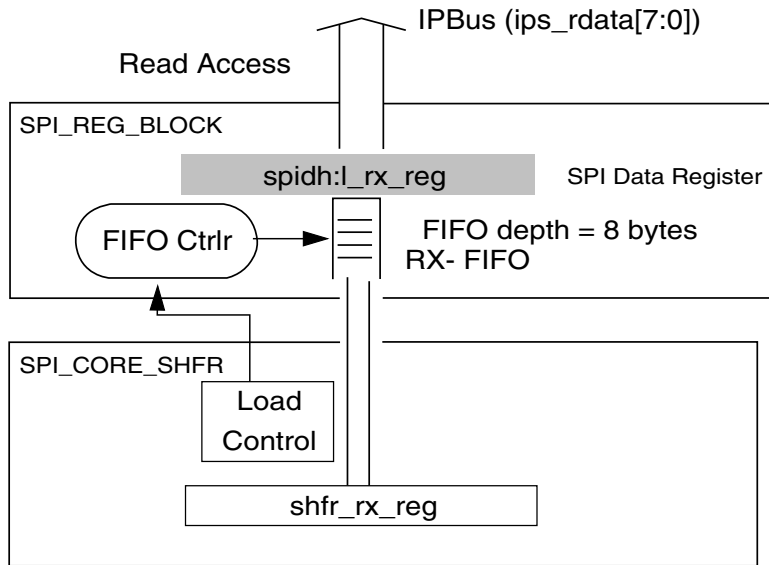 IPBus (ips_rdata[7:0])
Read Access
SPI_REG_BLOCK
spidh:l_rx_reg
SPI Data Register
FIFO Ctrlr
FIFO depth = 8 bytes
RX- FIFO
SPI_CORE_SHFR
Load
Control
shfr_rx_reg